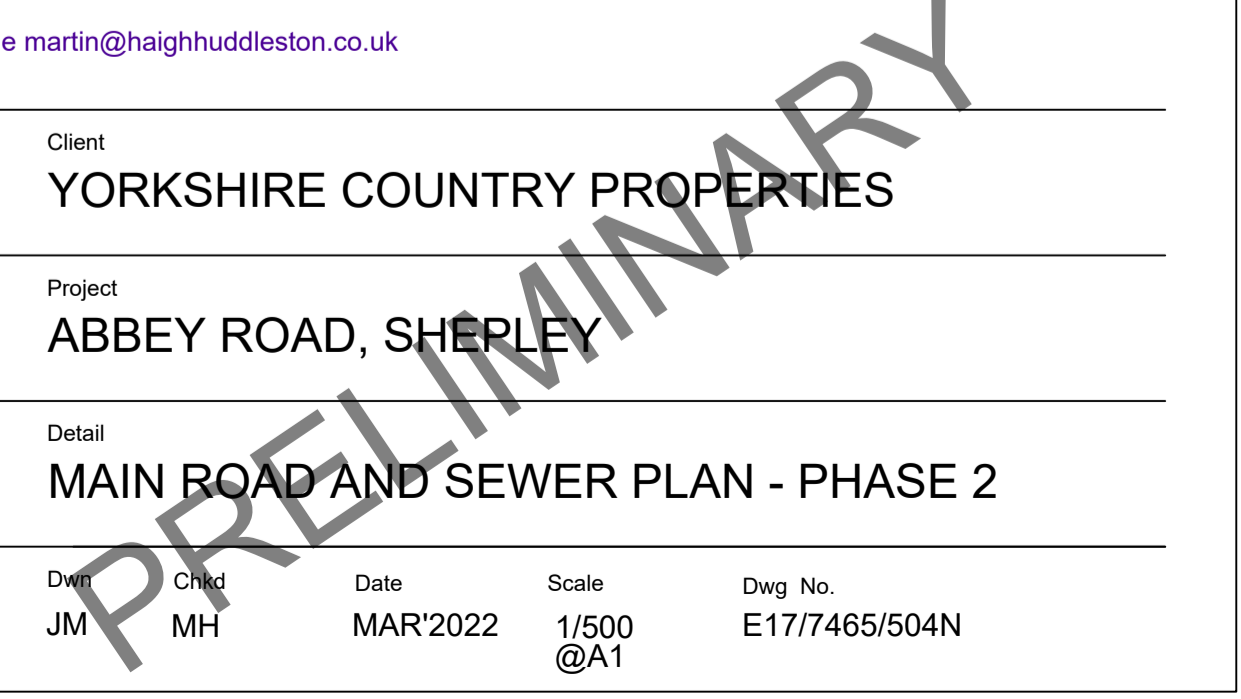 e martin@haighhuddleston.co.uk
Client
YORKSHIRE COUNTRY PROPERTIES
Project
ABBEY ROAD, SHEPLEY
Detail
MAIN ROAD AND SEWER PLAN - PHASE 2
Dwn Chkd Date Scale Dwg No.
JM MH MAR'2022 1/500 E17/7465/504N
@A1
PRELIMINARY